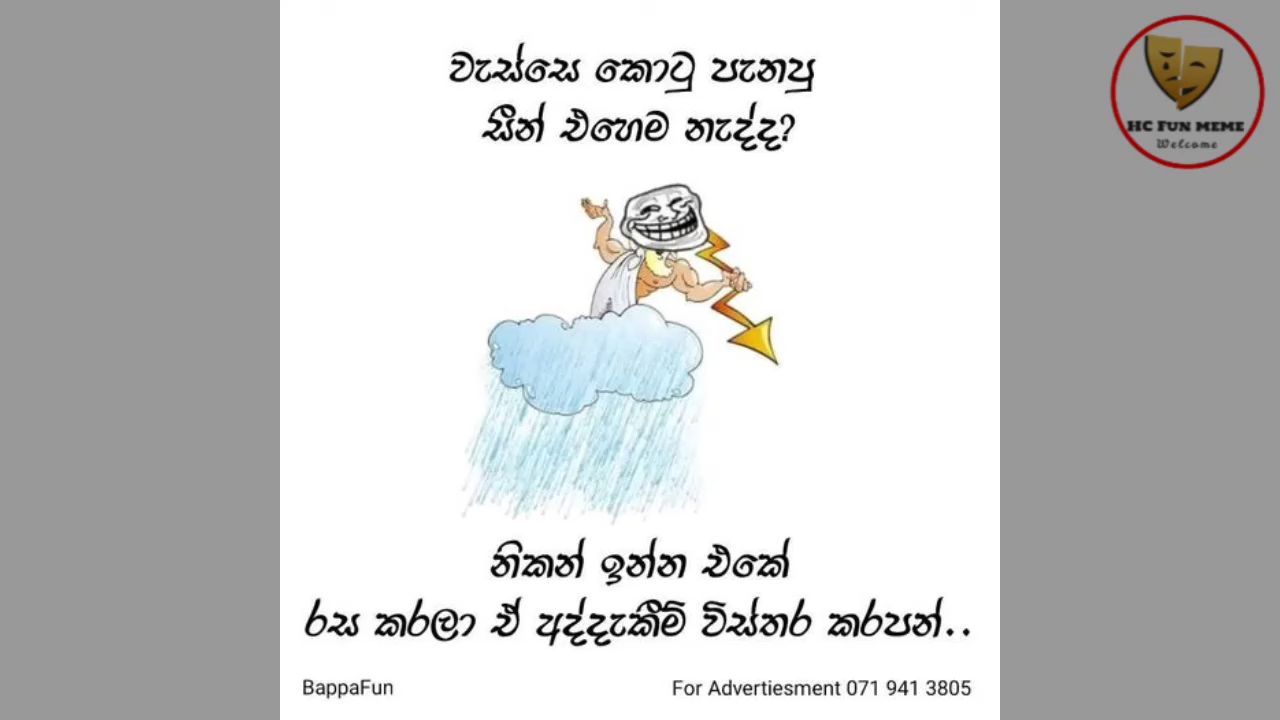 වැස්සෙ කොටු පැනපු
සීන් එහෙම නැද්ද?
HC FUN MEME
Welcome
නිකන් ඉන්න එකේ
රස කරලා ඒ අද්දැකීම් විස්තර කරපන්..
BappaFun
For Advertiesment 071 941 3805